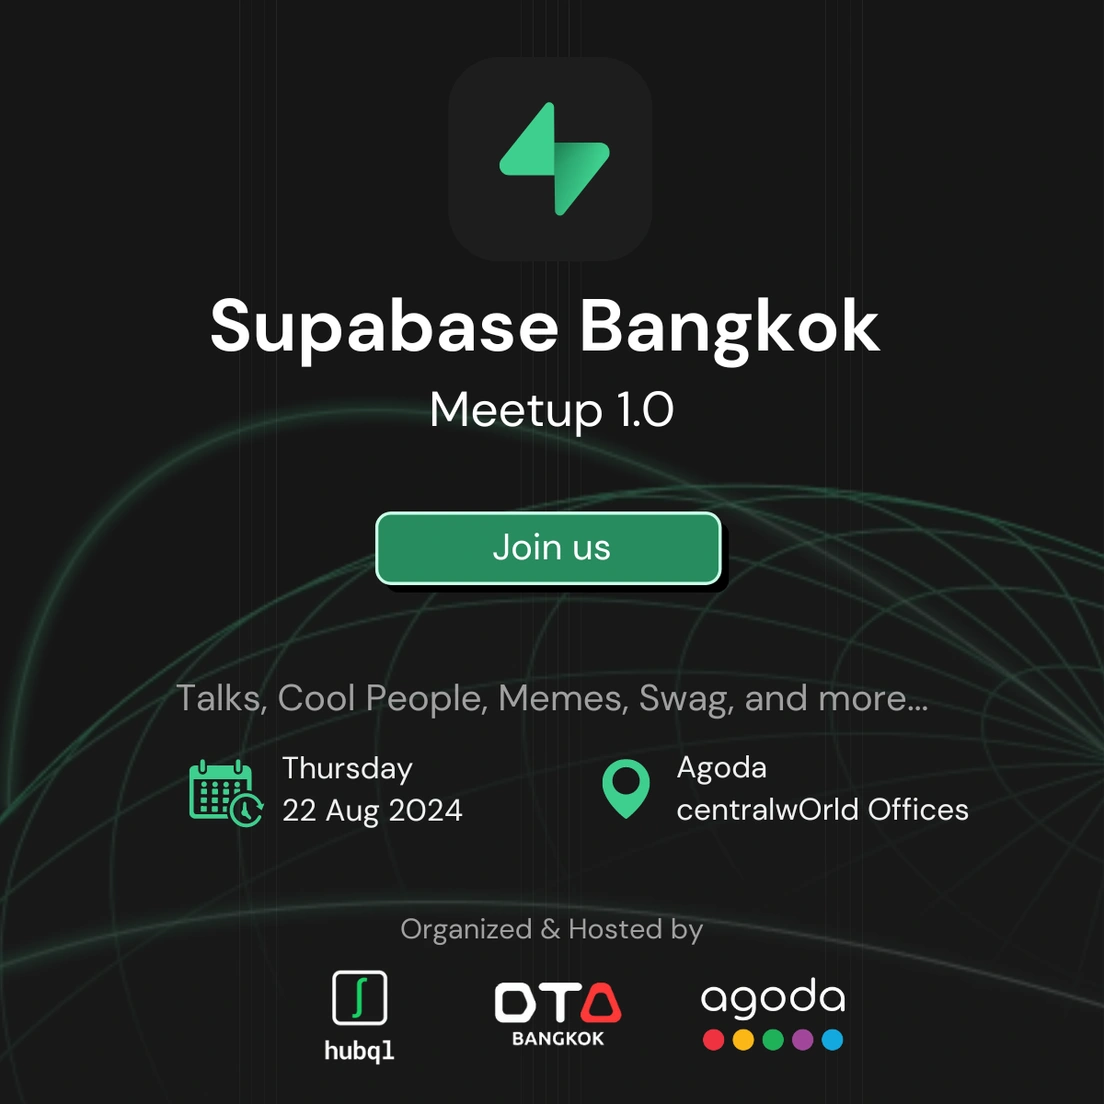 Supabase Bangkok
Meetup 1.0
Join us
Talks, Cool People, Memes, Swag, and more...
Thursday
22 Aug 2024
Agoda
centralwOrld Offices
Organized & Hosted by
hubql
OTA
BANGKOK
agoda